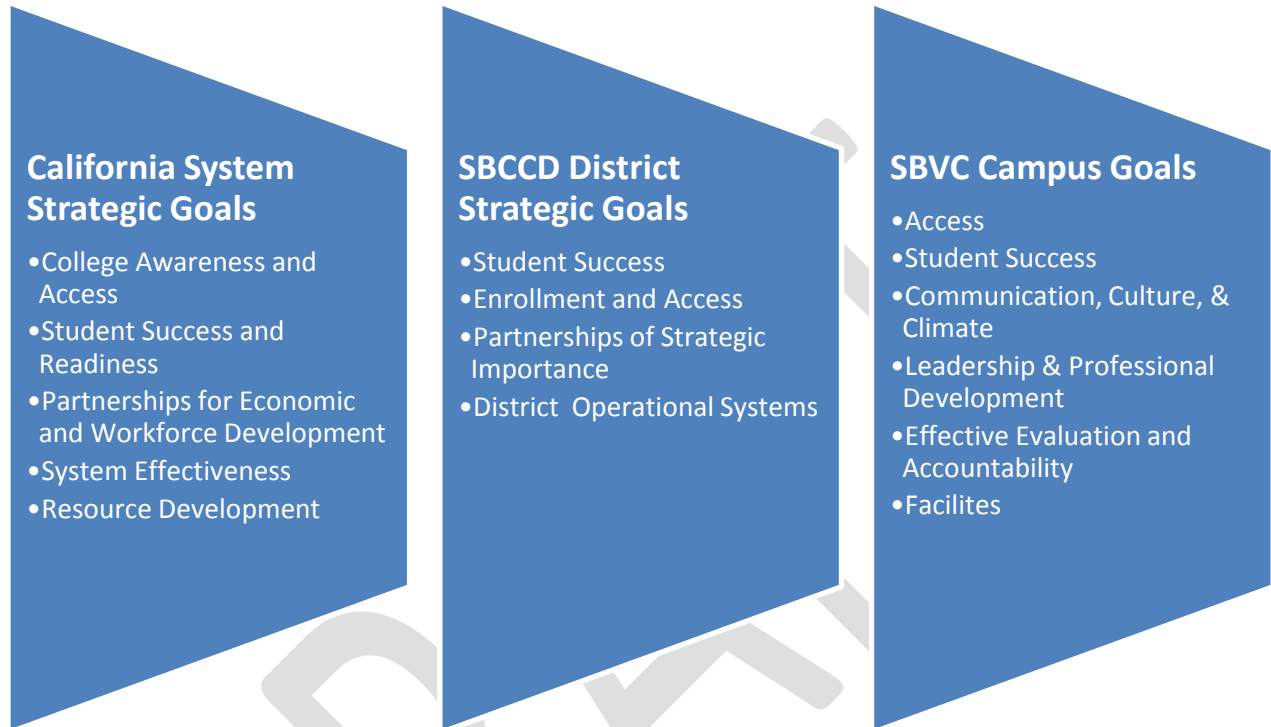 California System
Strategic Goals
•College Awareness and
Access
•Student Success and
Readiness
•Partnerships for Economic
and Workforce Development
•System Effectiveness
•Resource Development
SBCCD District
Strategic Goals
•Student Success
•Enrollment and Access
•Partnerships of Strategic
Importance
•District  Operational Systems
SBVC Campus Goals
•Access
•Student Success
•Communication, Culture, &
Climate
•Leadership & Professional
Development
•Effective Evaluation and
Accountability
•Facilites